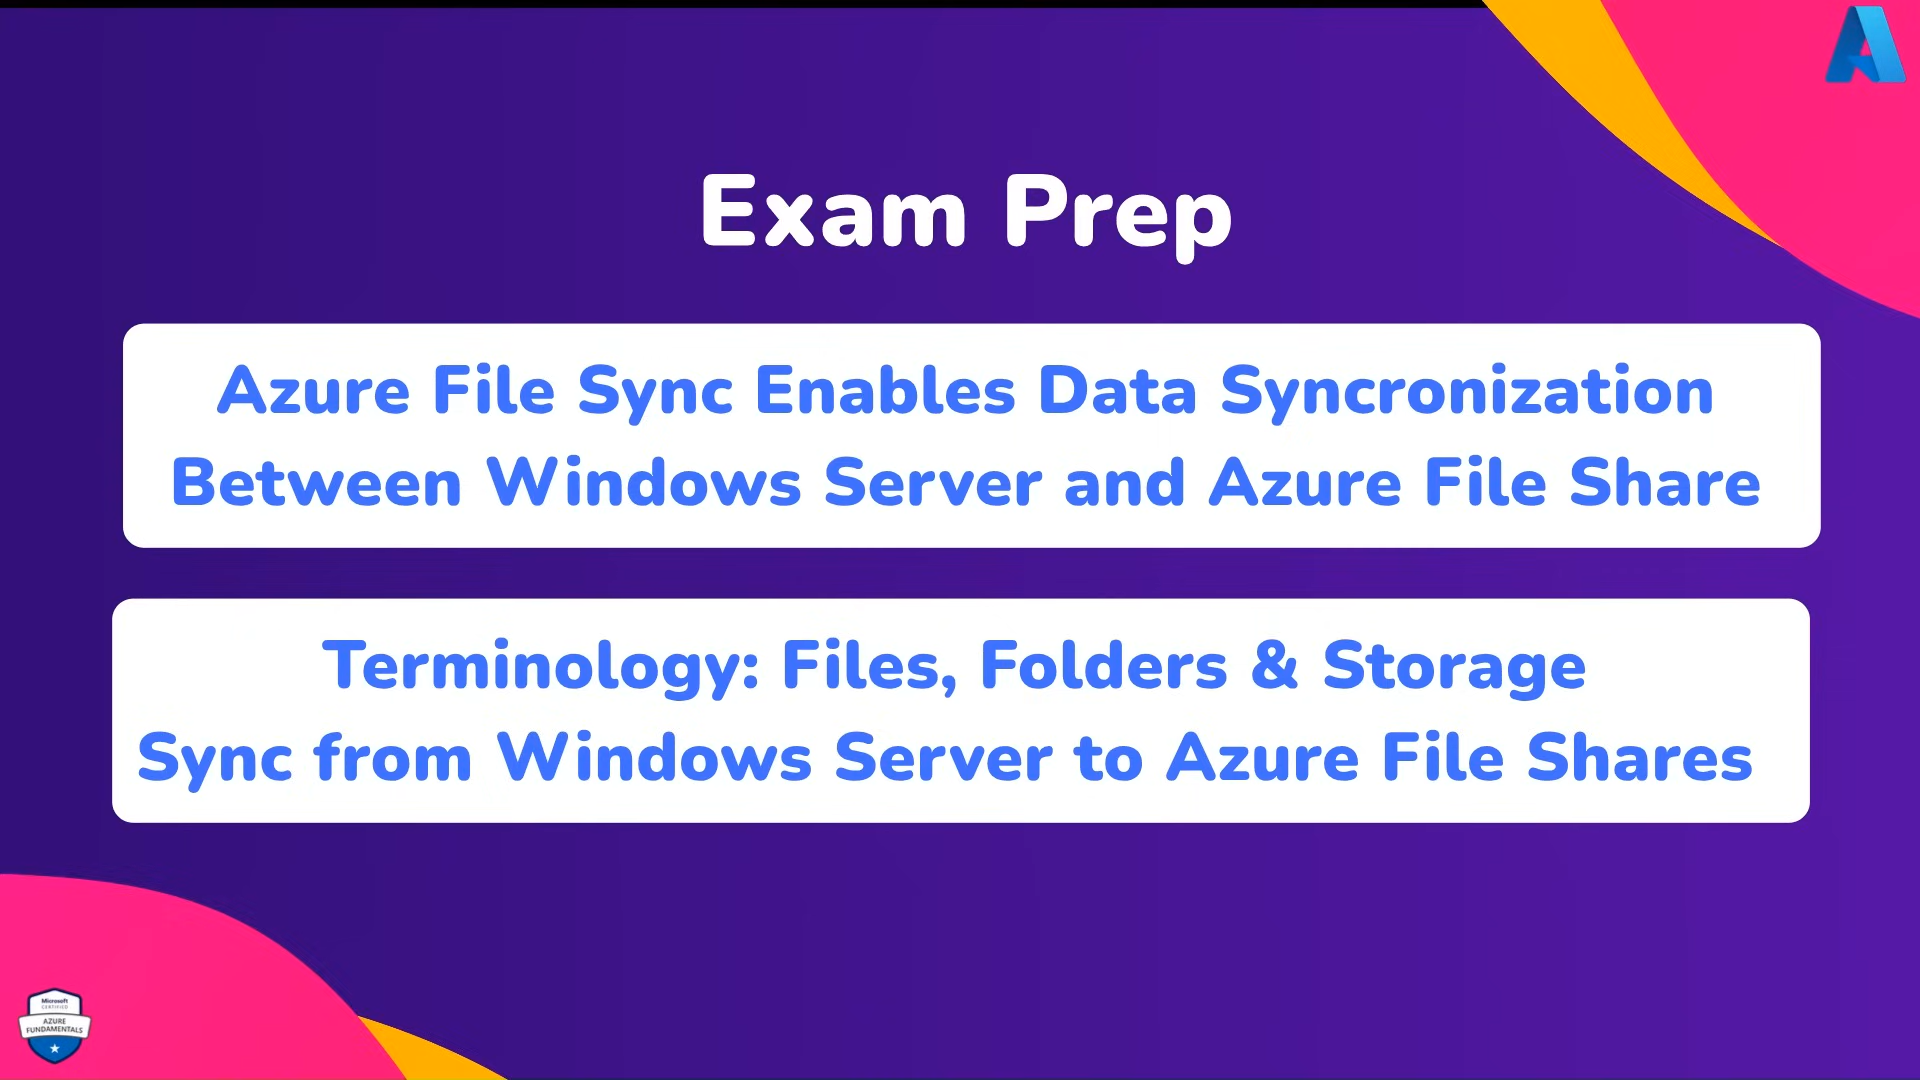 Exam Prep
Azure File Sync Enables Data Syncronization
Between Windows Server and Azure File Share
Terminology: Files, Folders & Storage
Sync from Windows Server to Azure File Shares
Microsoft
CERTIFIED
AZURE
FUNDAMENTALS